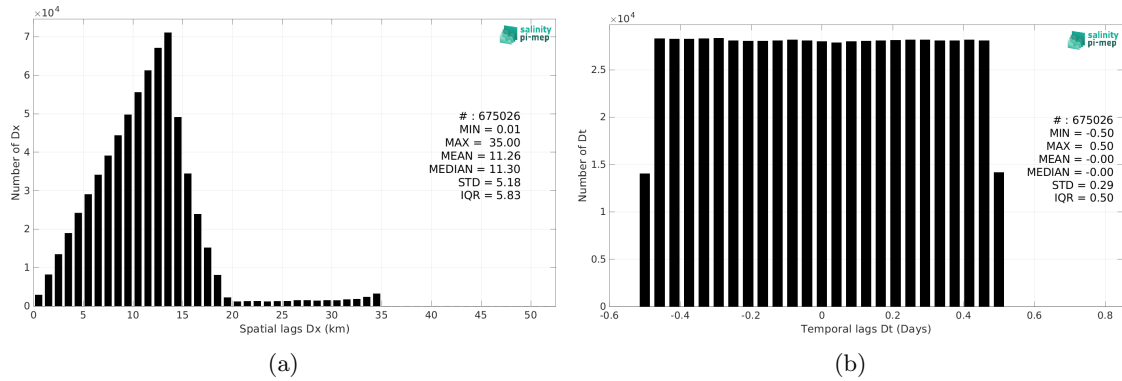 ×10⁴
7
6
5
4
3
2
1
0
Number of Dx
salinity
pi-mep
# : 675026
MIN = 0.01
MAX = 35.00
MEAN = 11.26
MEDIAN = 11.30
STD = 5.18
IQR = 5.83
0 5 10 15 20 25 30 35 40 45 50
Spatial lags Dx (km)
(a)
×10⁴
2.5
2
1.5
1
0.5
0
Number of Dt
salinity
pi-mep
# : 675026
MIN = -0.50
MAX = 0.50
MEAN = -0.00
MEDIAN = -0.00
STD = 0.29
IQR = 0.50
-0.6 -0.4 -0.2 0 0.2 0.4 0.6 0.8
Temporal lags Dt (Days)
(b)